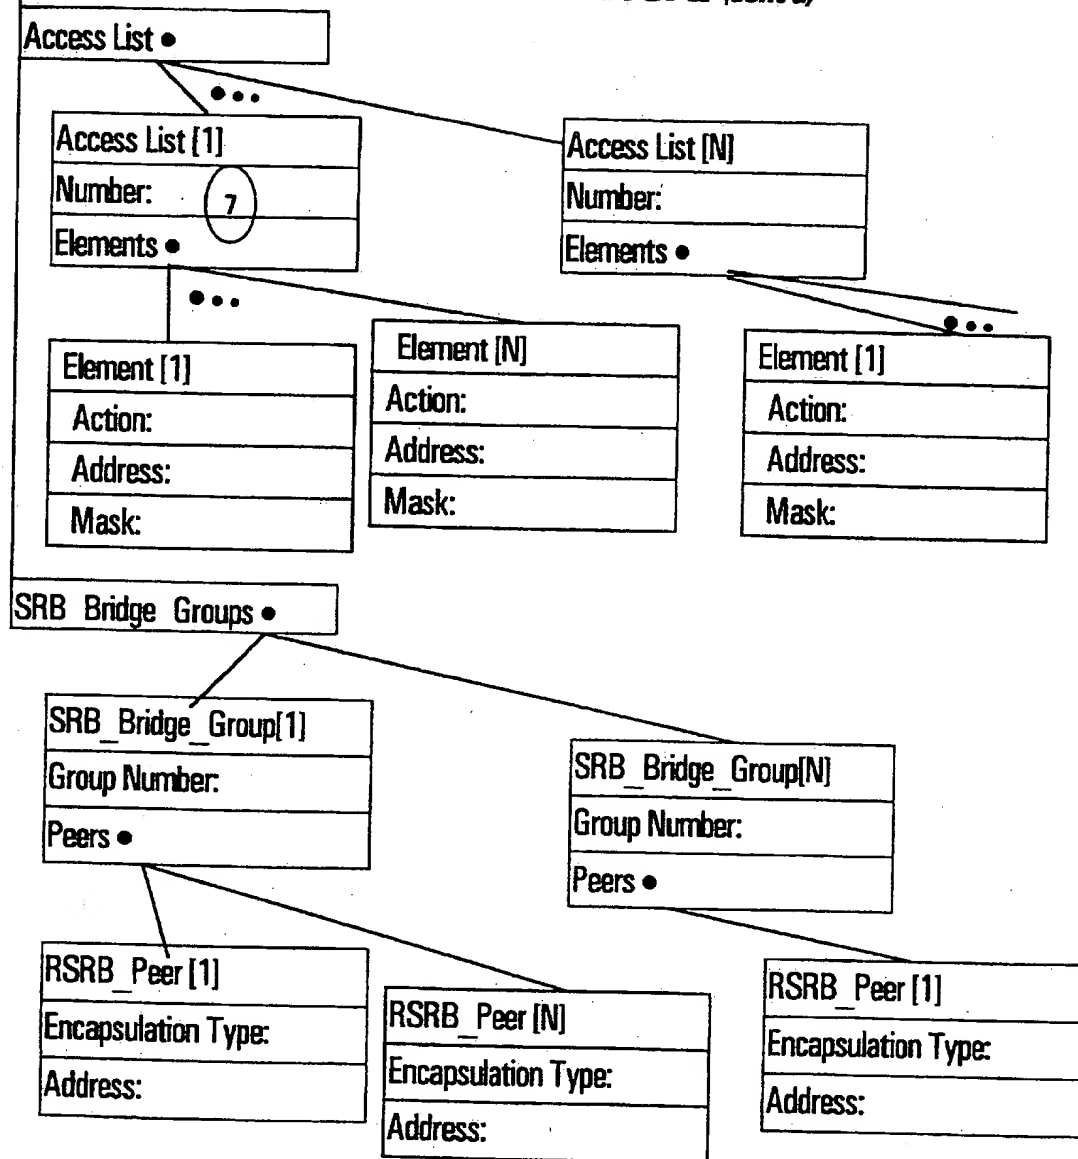 (cont'd)
Access List •
•••
Access List [1]
Number:
7
Elements •
•••
Access List [N]
Number:
Elements •
•••
Element [1]
Action:
Address:
Mask:
Element [N]
Action:
Address:
Mask:
Element [1]
Action:
Address:
Mask:
SRB Bridge Groups •
SRB_Bridge_Group[1]
Group Number:
Peers •
SRB_Bridge_Group[N]
Group Number:
Peers •
RSRB_Peer [1]
Encapsulation Type:
Address:
RSRB_Peer [N]
Encapsulation Type:
Address:
RSRB_Peer [1]
Encapsulation Type:
Address: